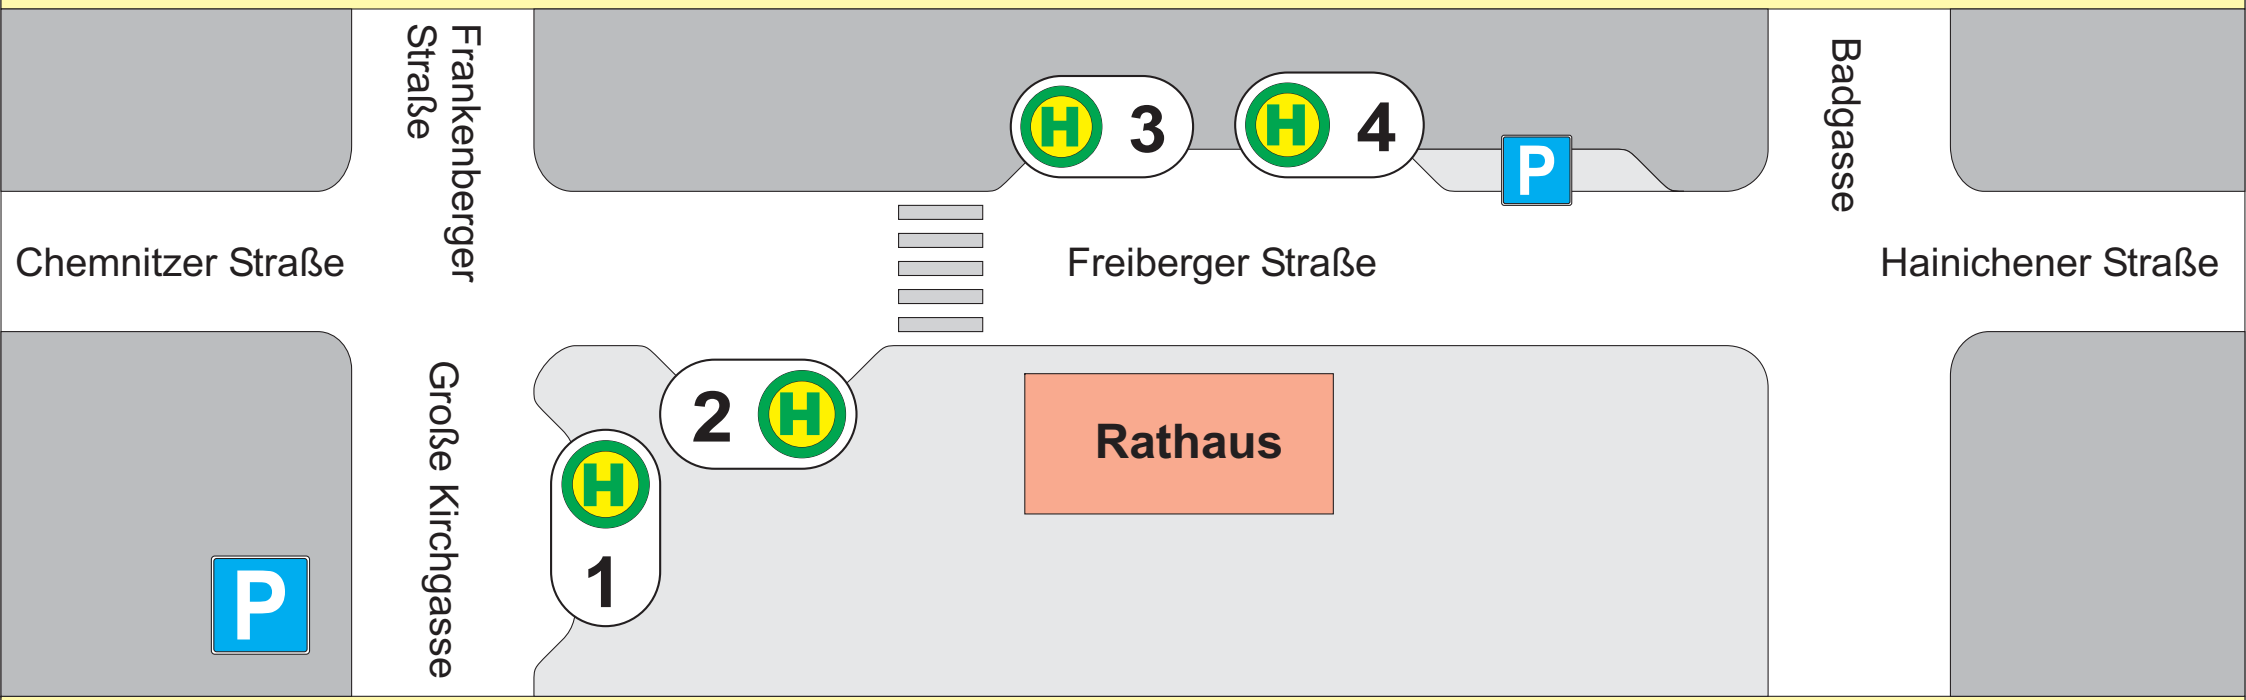 Frankenberger
Straße
Badgasse
H 3
H 4
P
Chemnitzer Straße
Freiberger Straße
Hainichener Straße
Große Kirchgasse
2 H
H
1
Rathaus
P